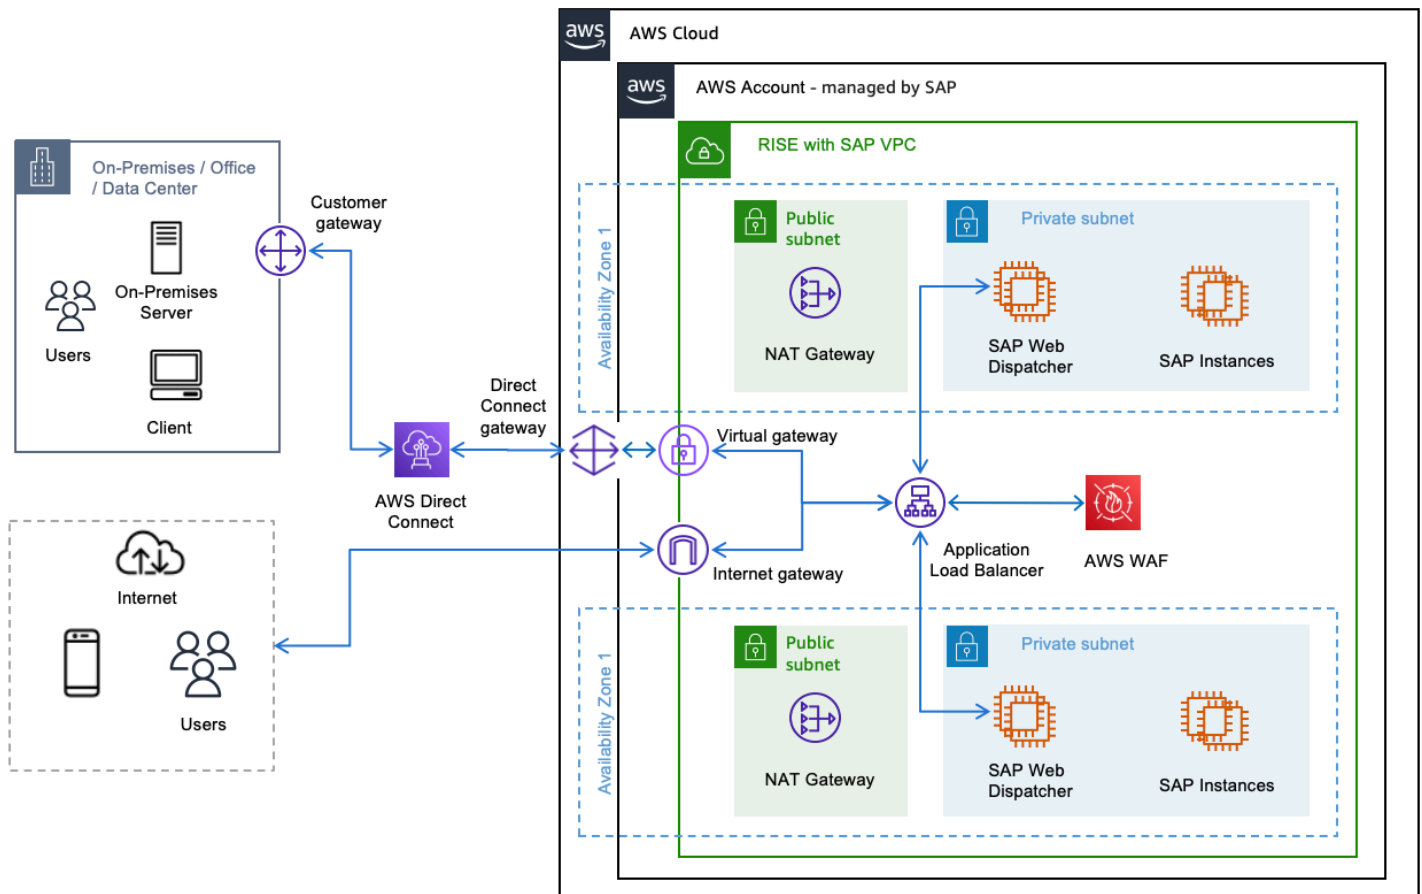 aws
AWS Cloud
aws
AWS Account - managed by SAP
RISE with SAP VPC
On-Premises / Office
/ Data Center
Customer
gateway
On-Premises
Server
Users
Client
Availability Zone 1
Public
subnet
NAT Gateway
Private subnet
SAP Web
Dispatcher
SAP Instances
Direct
Connect
gateway
Virtual gateway
AWS Direct
Connect
Internet gateway
Application
Load Balancer
AWS WAF
Internet
Users
Availability Zone 1
Public
subnet
NAT Gateway
Private subnet
SAP Web
Dispatcher
SAP Instances